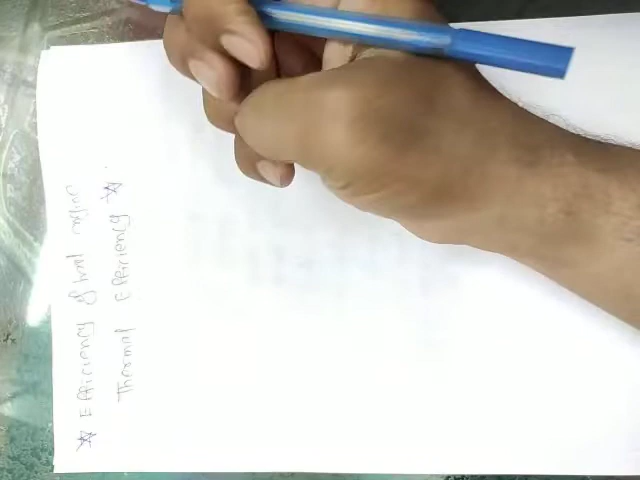 ☆ Efficiency of heat engine
Thermal Efficiency ☆